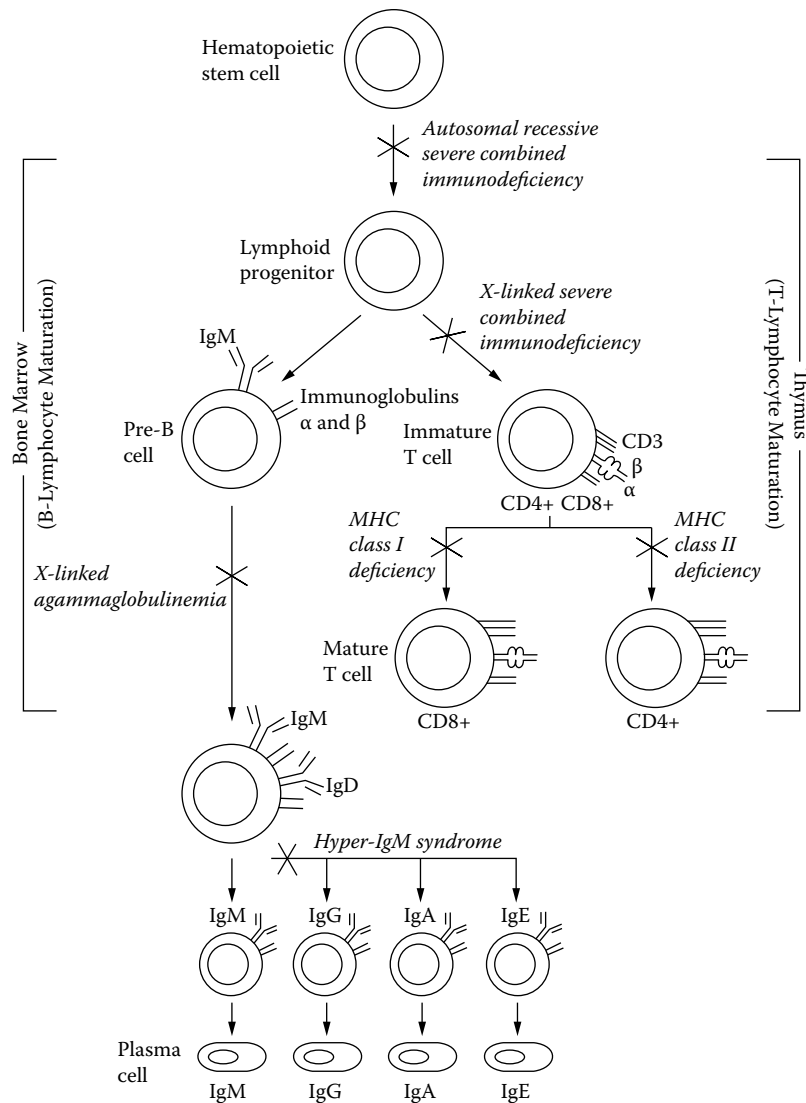 Hematopoietic
stem cell
Autosomal recessive
severe combined
immunodeficiency
Bone Marrow
(B-Lymphocyte Maturation)
Thymus
(T-Lymphocyte Maturation)
Lymphoid
progenitor
X-linked severe
combined
immunodeficiency
IgM
Immunoglobulins
α and β
Pre-B
cell
Immature
T cell
CD3
β
α
CD4+ CD8+
MHC
class I
deficiency
MHC
class II
deficiency
X-linked
agammaglobulinemia
Mature
T cell
CD8+
CD4+
IgM
IgD
Hyper-IgM syndrome
IgM IgG IgA IgE
Plasma
cell
IgM IgG IgA IgE